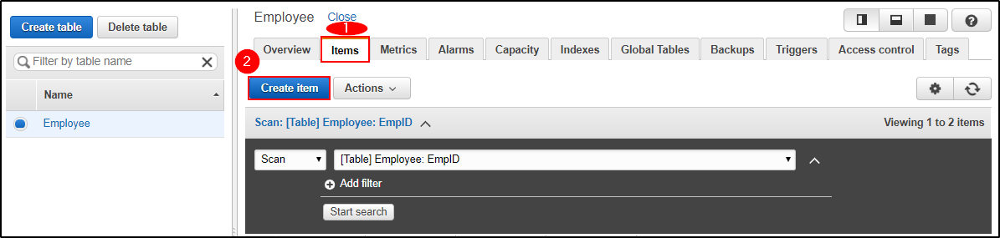 Create table Delete table
Filter by table name
Name
Employee
Employee Close
1
Overview Items Metrics Alarms Capacity Indexes Global Tables Backups Triggers Access control Tags
2
Create item Actions
Scan: [Table] Employee: EmpID Viewing 1 to 2 items
Scan [Table] Employee: EmpID
Add filter
Start search